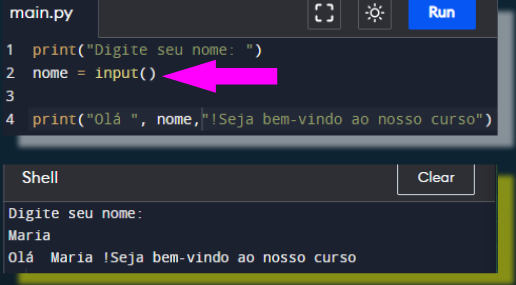 main.py
Run
1 print("Digite seu nome: ")
2 nome = input()
3
4 print("Olá ", nome,"!Seja bem-vindo ao nosso curso")
Shell
Clear
Digite seu nome:
Maria
Olá  Maria !Seja bem-vindo ao nosso curso